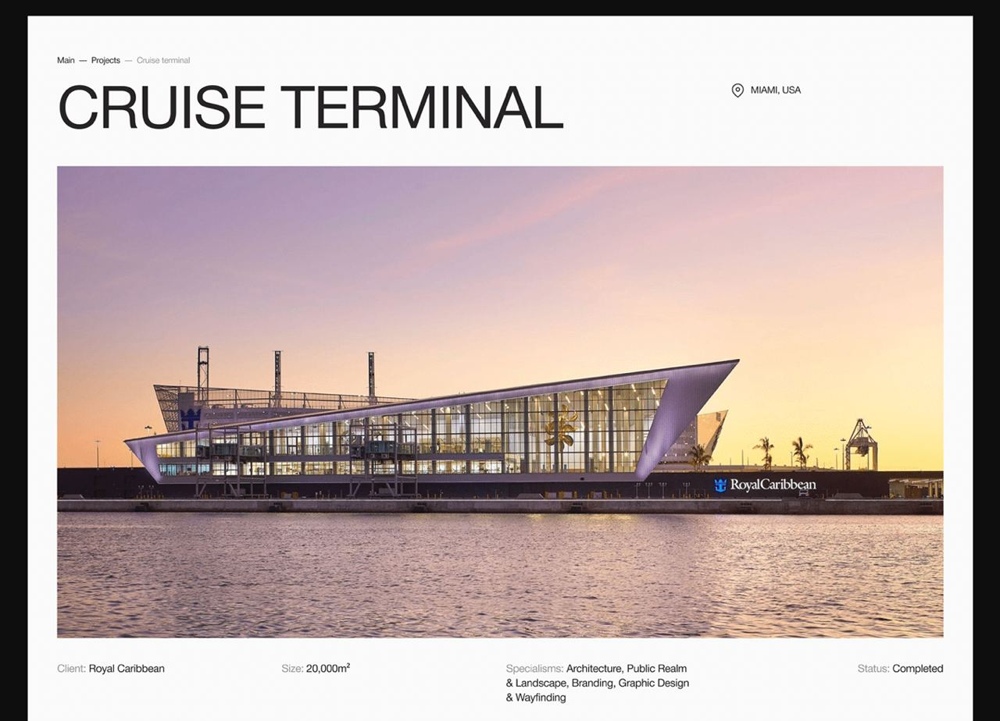 Main — Projects — Cruise terminal
CRUISE TERMINAL
MIAMI, USA
RoyalCaribbean
Client: Royal Caribbean
Size: 20,000m²
Specialisms: Architecture, Public Realm
& Landscape, Branding, Graphic Design
& Wayfinding
Status: Completed